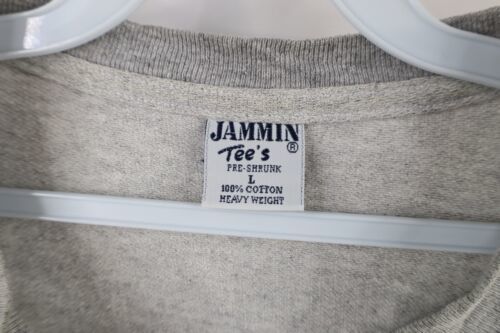 JAMMIN ®
Tee's
PRE-SHRUNK
L
100% COTTON
HEAVY WEIGHT